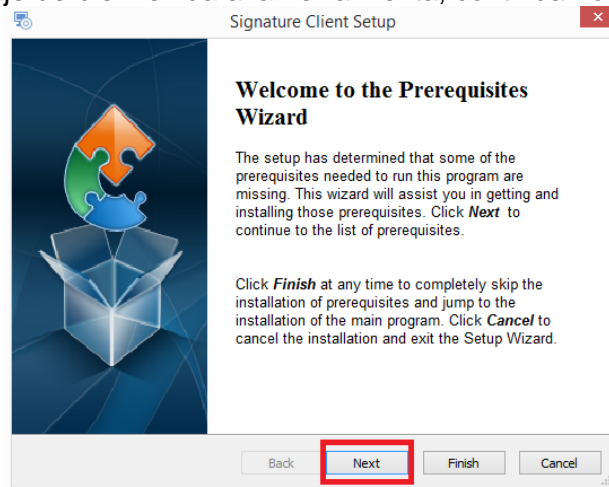 Signature Client Setup
Welcome to the Prerequisites
Wizard
The setup has determined that some of the
prerequisites needed to run this program are
missing. This wizard will assist you in getting and
installing those prerequisites. Click Next to
continue to the list of prerequisites.
Click Finish at any time to completely skip the
installation of prerequisites and jump to the
installation of the main program. Click Cancel to
cancel the installation and exit the Setup Wizard.
Back Next Finish Cancel